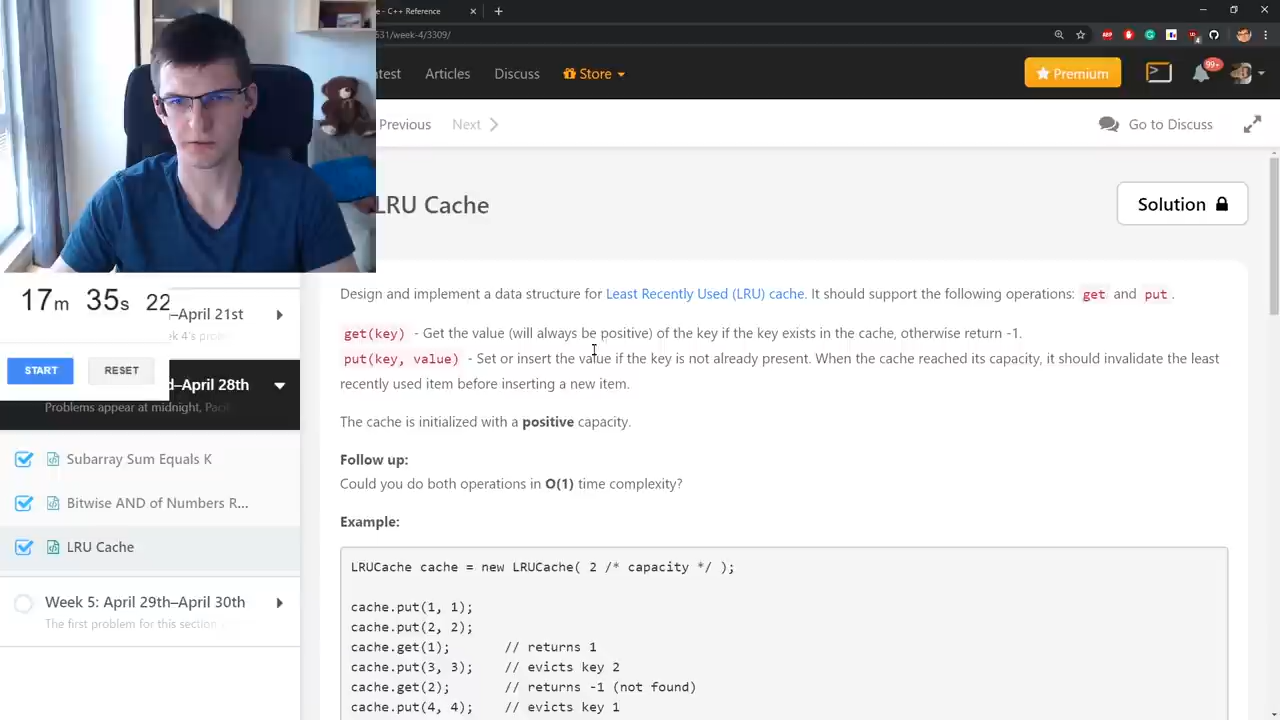 e - C++ Reference
531/week-4/3309/
ABP
99+
test Articles Discuss Store
Premium
Previous Next
Go to Discuss
LRU Cache
Solution
17m 35s 22
–April 21st
START RESET
d–April 28th
Problems appear at midnight, Pac
Subarray Sum Equals K
Bitwise AND of Numbers R...
LRU Cache
Week 5: April 29th–April 30th
The first problem for this section
Design and implement a data structure for Least Recently Used (LRU) cache. It should support the following operations: get and put .
get(key) - Get the value (will always be positive) of the key if the key exists in the cache, otherwise return -1.
put(key, value) - Set or insert the value if the key is not already present. When the cache reached its capacity, it should invalidate the least
recently used item before inserting a new item.
The cache is initialized with a positive capacity.
Follow up:
Could you do both operations in O(1) time complexity?
Example:
LRUCache cache = new LRUCache( 2 /* capacity */ );
cache.put(1, 1);
cache.put(2, 2);
cache.get(1); // returns 1
cache.put(3, 3); // evicts key 2
cache.get(2); // returns -1 (not found)
cache.put(4, 4); // evicts key 1